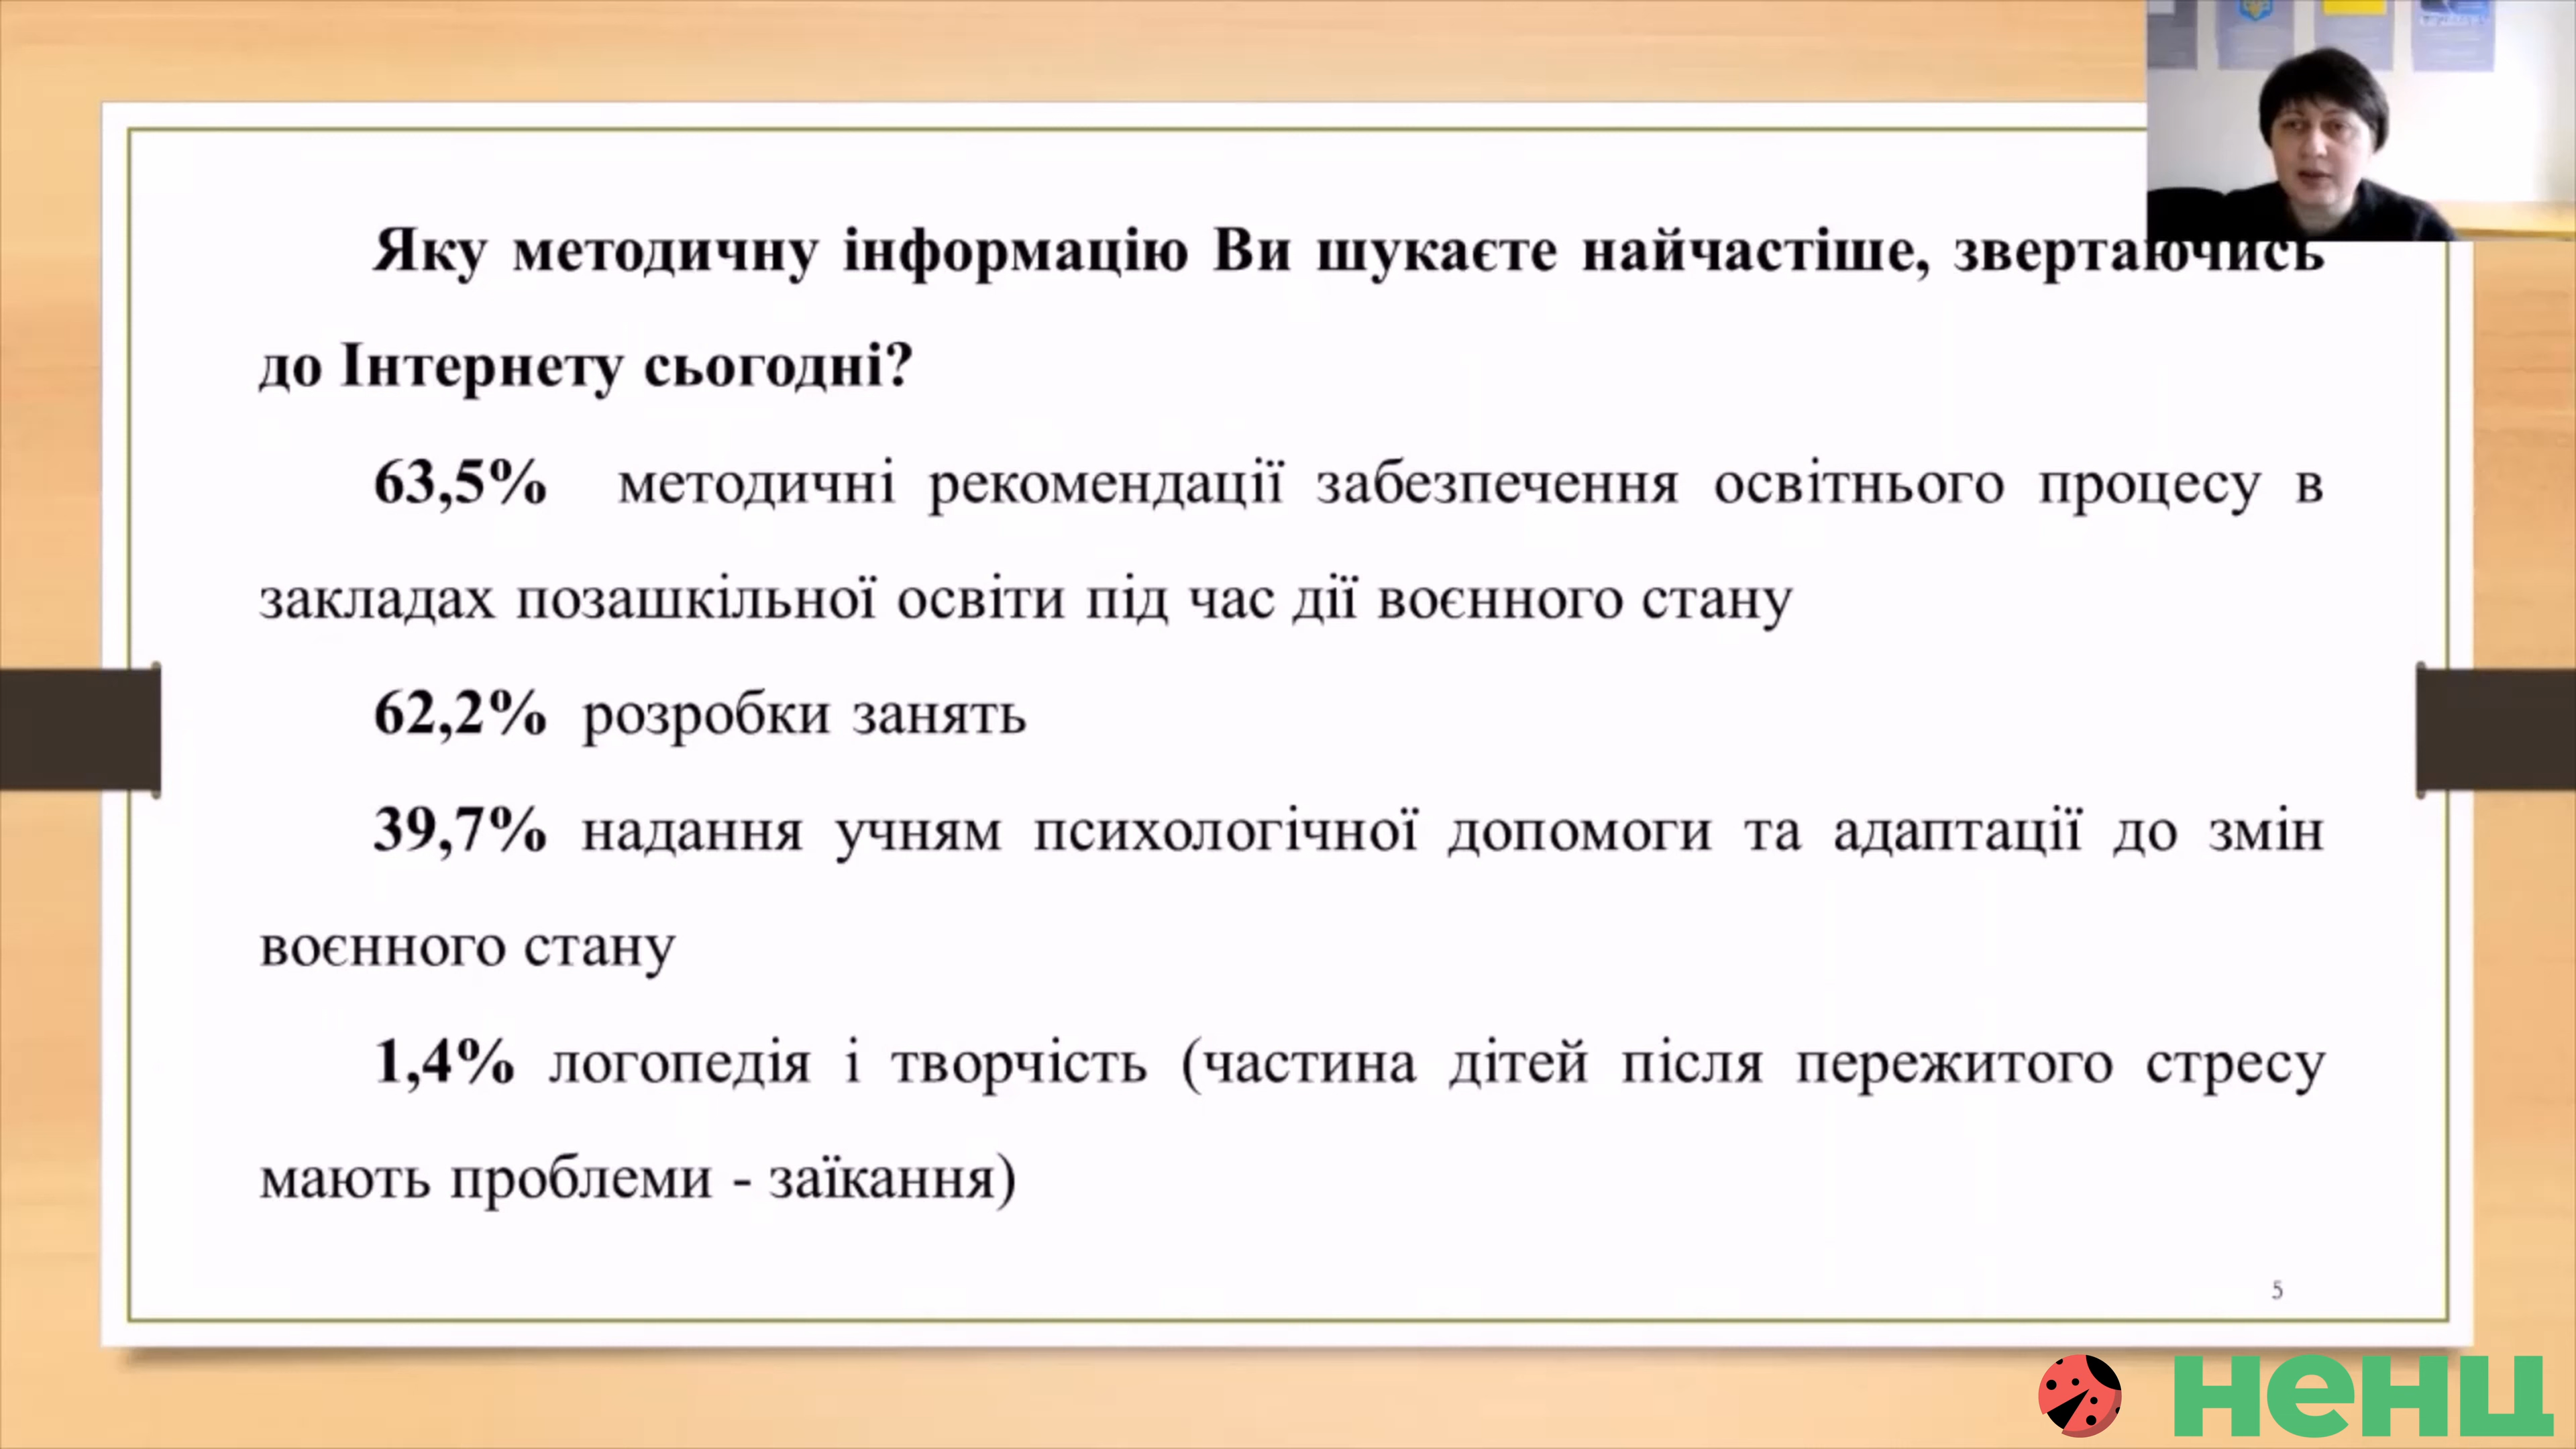 Яку методичну інформацію Ви шукаєте найчастіше, звертаючись
до Інтернету сьогодні?
63,5% методичні рекомендації забезпечення освітнього процесу в
закладах позашкільної освіти під час дії воєнного стану
62,2% розробки занять
39,7% надання учням психологічної допомоги та адаптації до змін
воєнного стану
1,4% логопедія і творчість (частина дітей після пережитого стресу
мають проблеми - заїкання)
5
ненц